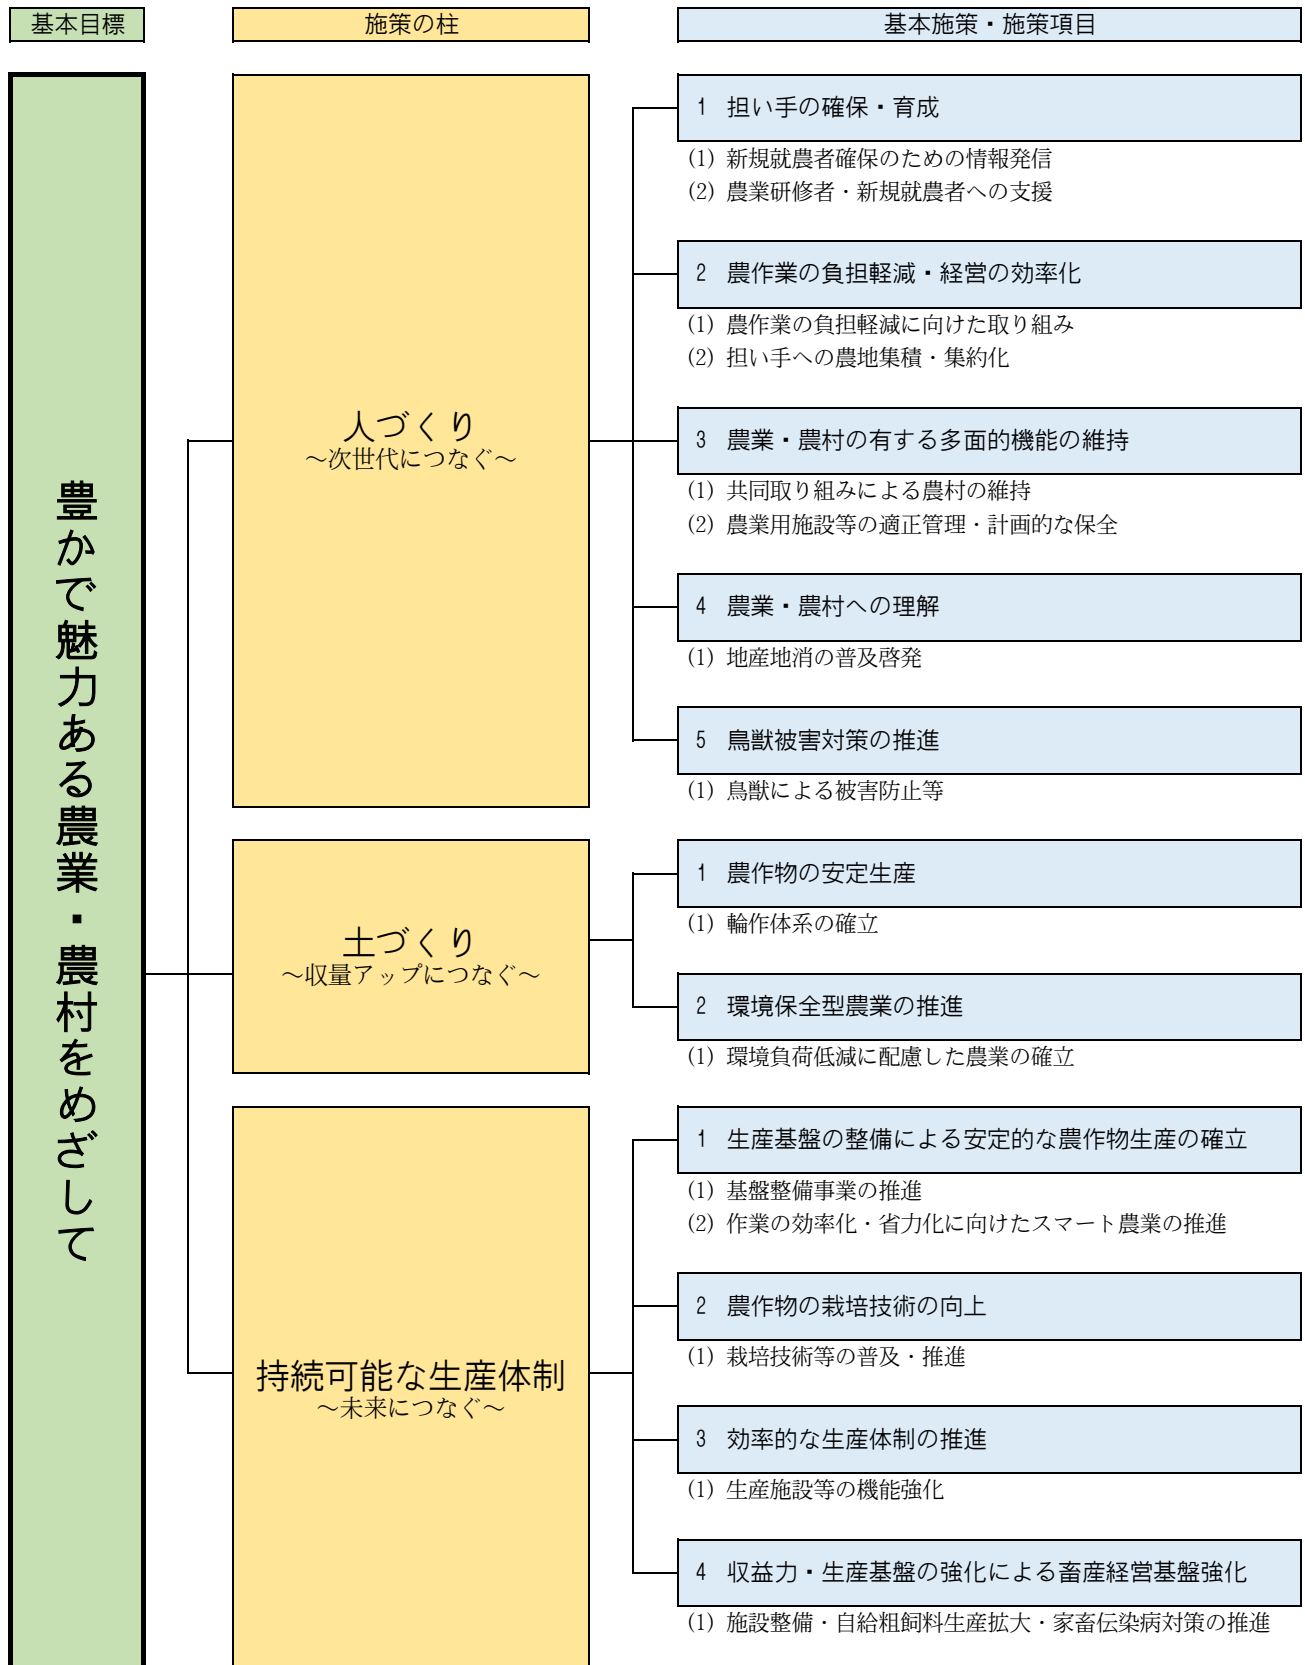 基本目標
施策の柱
基本施策・施策項目
豊かで魅力ある農業・農村をめざして
人づくり
～次世代につなぐ～
1 担い手の確保・育成
(1) 新規就農者確保のための情報発信
(2) 農業研修者・新規就農者への支援
2 農作業の負担軽減・経営の効率化
(1) 農作業の負担軽減に向けた取り組み
(2) 担い手への農地集積・集約化
3 農業・農村の有する多面的機能の維持
(1) 共同取り組みによる農村の維持
(2) 農業用施設等の適正管理・計画的な保全
4 農業・農村への理解
(1) 地産地消の普及啓発
5 鳥獣被害対策の推進
(1) 鳥獣による被害防止等
土づくり
～収量アップにつなぐ～
1 農作物の安定生産
(1) 輪作体系の確立
2 環境保全型農業の推進
(1) 環境負荷低減に配慮した農業の確立
持続可能な生産体制
～未来につなぐ～
1 生産基盤の整備による安定的な農作物生産の確立
(1) 基盤整備事業の推進
(2) 作業の効率化・省力化に向けたスマート農業の推進
2 農作物の栽培技術の向上
(1) 栽培技術等の普及・推進
3 効率的な生産体制の推進
(1) 生産施設等の機能強化
4 収益力・生産基盤の強化による畜産経営基盤強化
(1) 施設整備・自給粗飼料生産拡大・家畜伝染病対策の推進